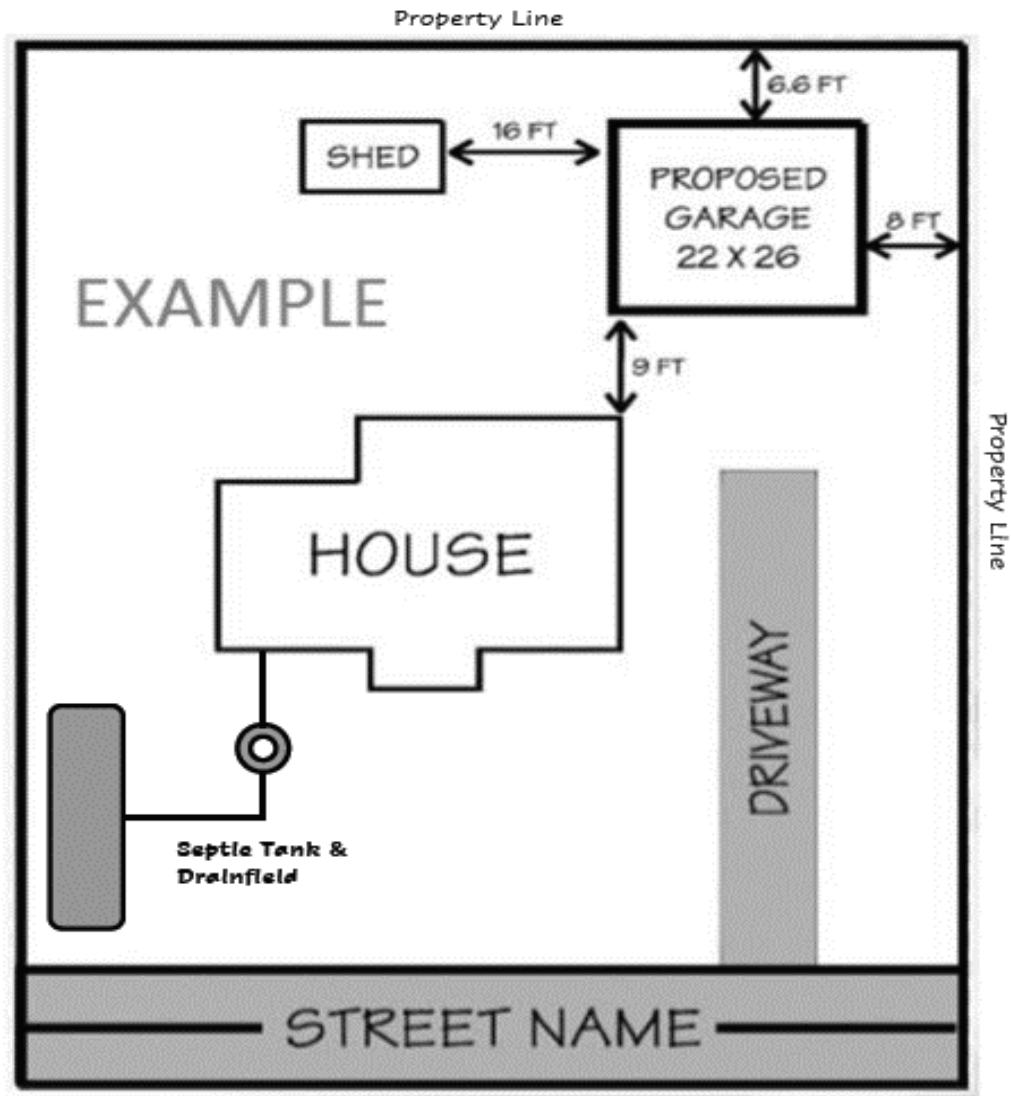 Property Line
6.6 FT
16 FT
SHED
PROPOSED
GARAGE
22 X 26
8 FT
EXAMPLE
9 FT
Property Line
HOUSE
DRIVEWAY
Septic Tank &
Drainfield
STREET NAME